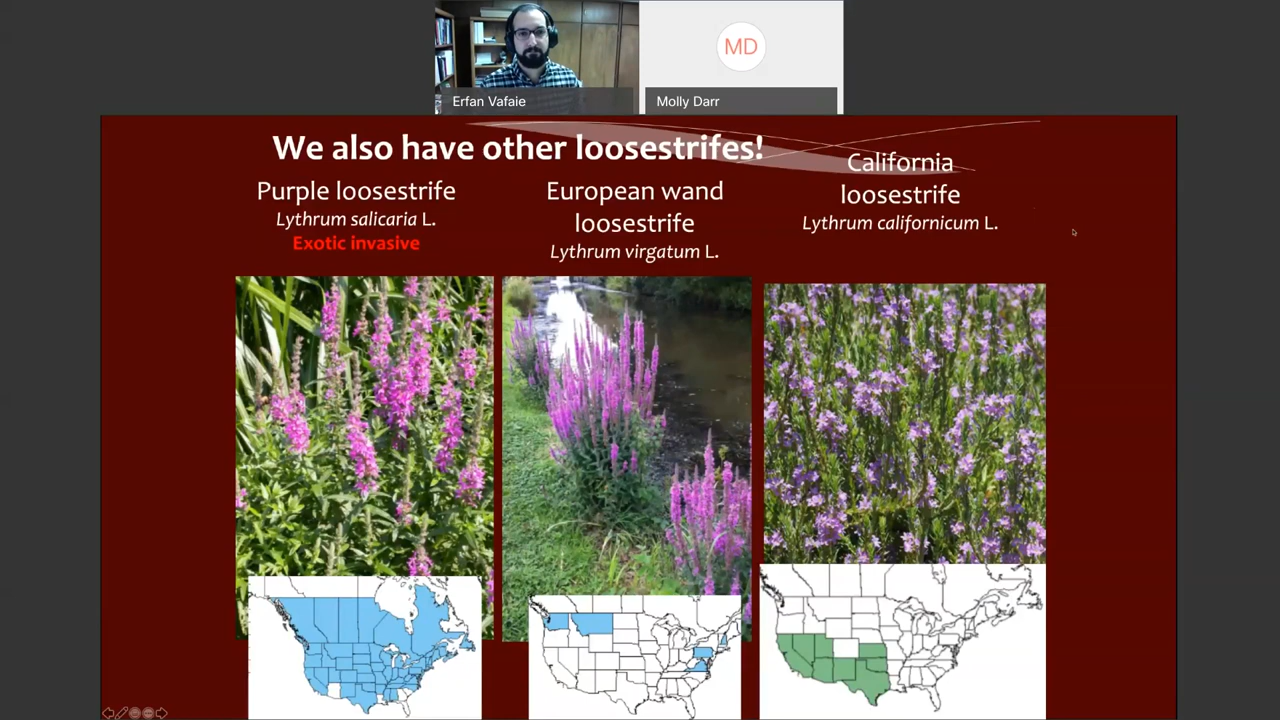 MD
Erfan Vafaie
Molly Darr
We also have other loosestrifes!
Purple loosestrife
Lythrum salicaria L.
Exotic invasive
European wand
loosestrife
Lythrum virgatum L.
California
loosestrife
Lythrum californicum L.